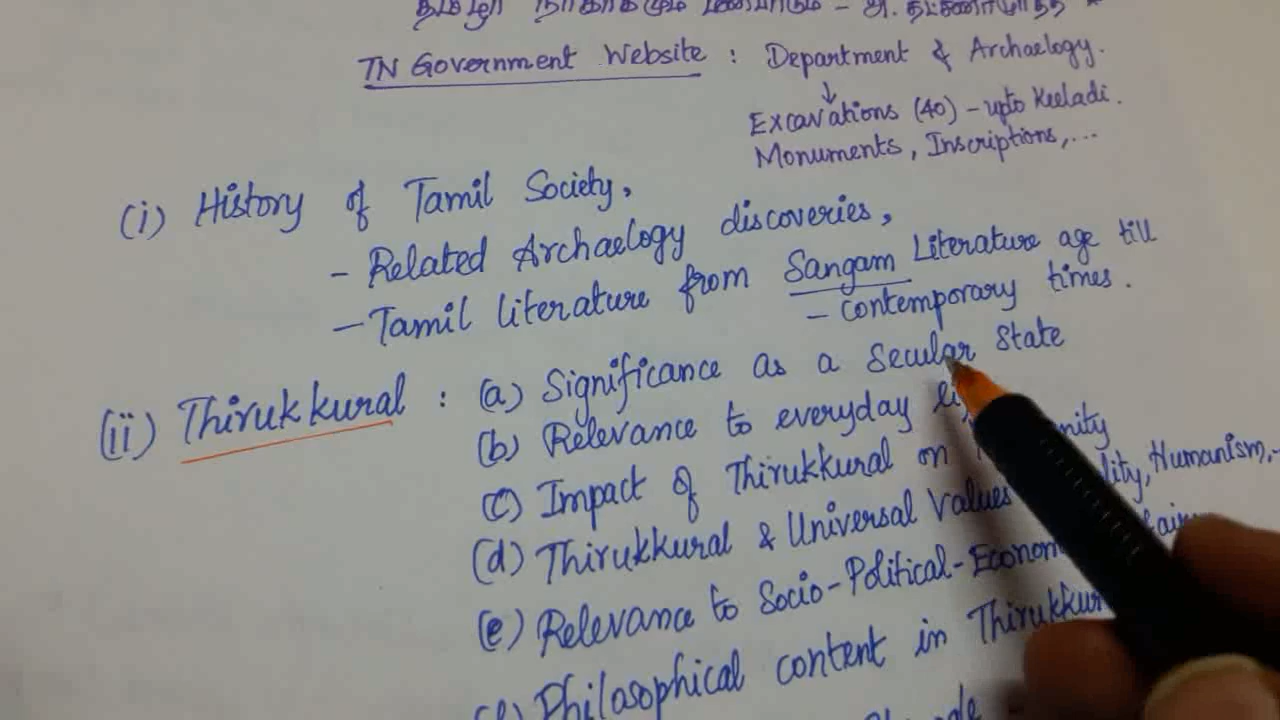 TN Government Website : Department & Archaelogy.
↓
Excavations (40) - upto Keeladi.
Monuments, Inscriptions,...
(i) History of Tamil Society,
- Related Archaelogy discoveries,
- Tamil literature from Sangam Literature age till
- contemporary times.
(ii) Thirukkural : (a) Significance as a Secular State
(b) Relevance to everyday
(c) Impact of Thirukkural on
(d) Thirukkural & Universal Values Humanism,-
(e) Relevance to Socio-Political-Econom
Philosophical content in Thirukkur